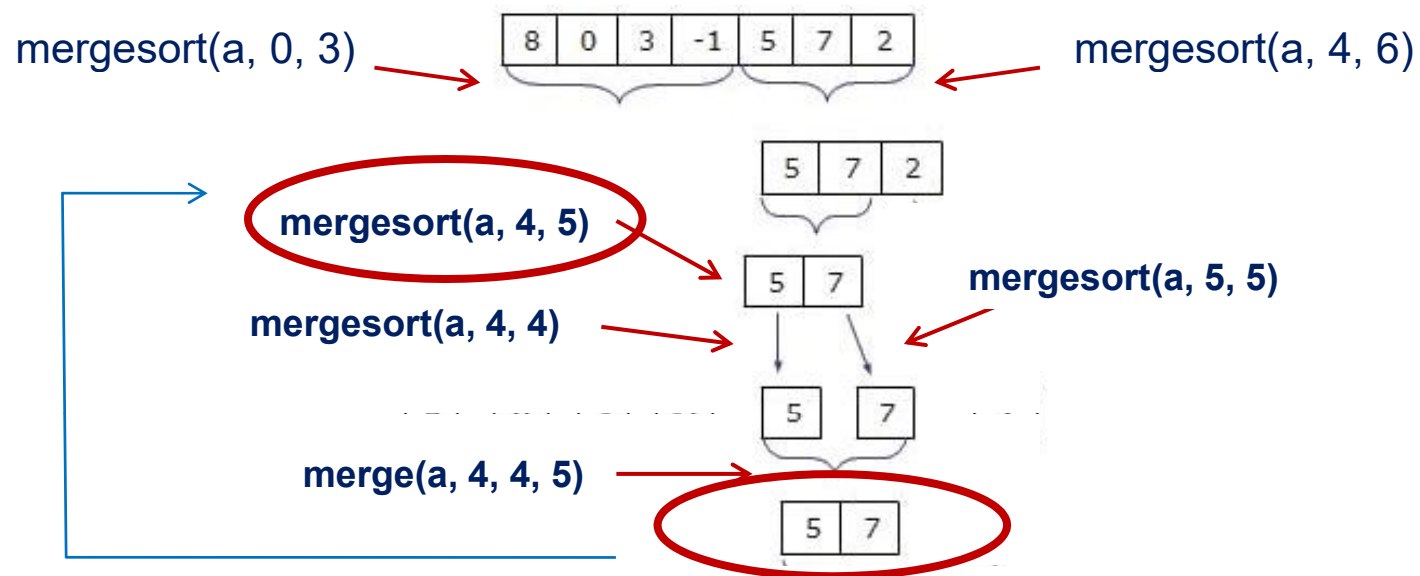 mergesort(a, 0, 3)
8 0 3 -1 5 7 2
mergesort(a, 4, 6)
5 7 2
mergesort(a, 4, 5)
5 7
mergesort(a, 5, 5)
mergesort(a, 4, 4)
5 7
merge(a, 4, 4, 5)
5 7